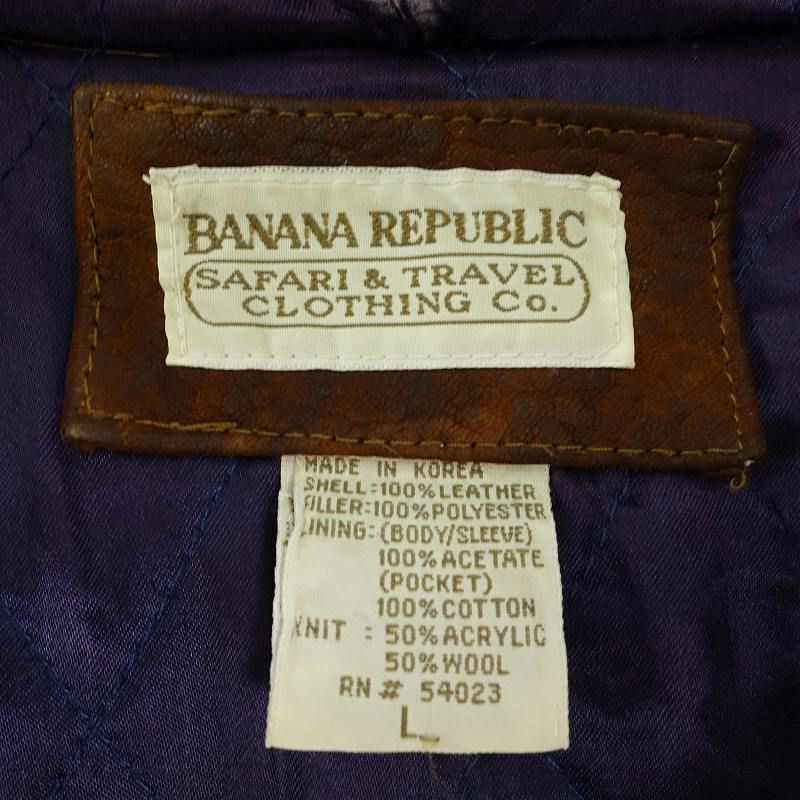 BANANA REPUBLIC
SAFARI & TRAVEL
CLOTHING Co.
MADE IN KOREA
SHELL:100%LEATHER
FILLER:100%POLYESTER
LINING:(BODY/SLEEVE)
100%ACETATE
(POCKET)
100%COTTON
KNIT : 50%ACRYLIC
50%WOOL
RN # 54023
L